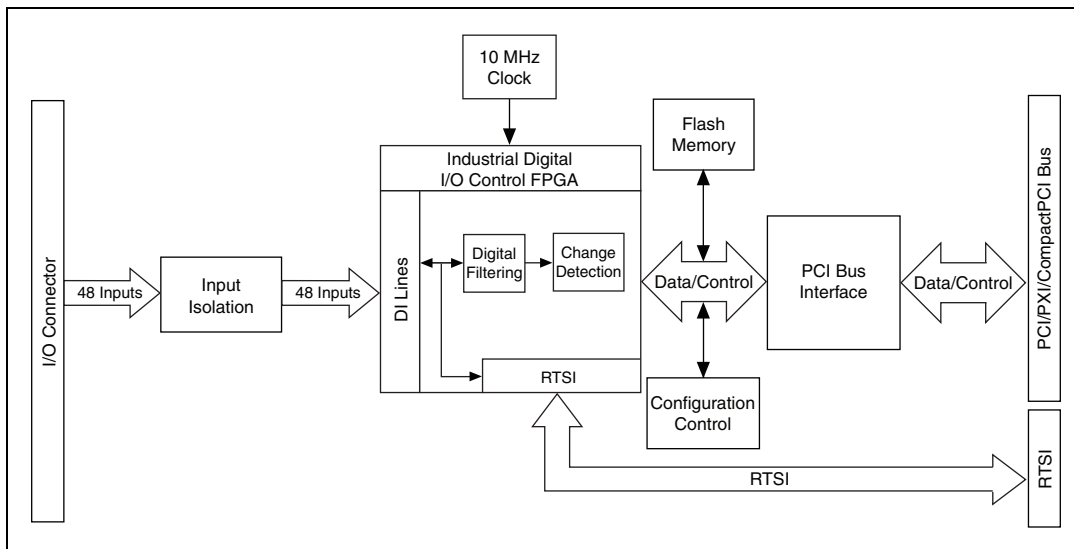 10 MHz
Clock
Flash
Memory
Industrial Digital
I/O Control FPGA
I/O Connector
48 Inputs
Input
Isolation
48 Inputs
DI Lines
Digital
Filtering
Change
Detection
Data/Control
PCI Bus
Interface
Data/Control
PCI/PXI/CompactPCI Bus
RTSI
Configuration
Control
RTSI
RTSI